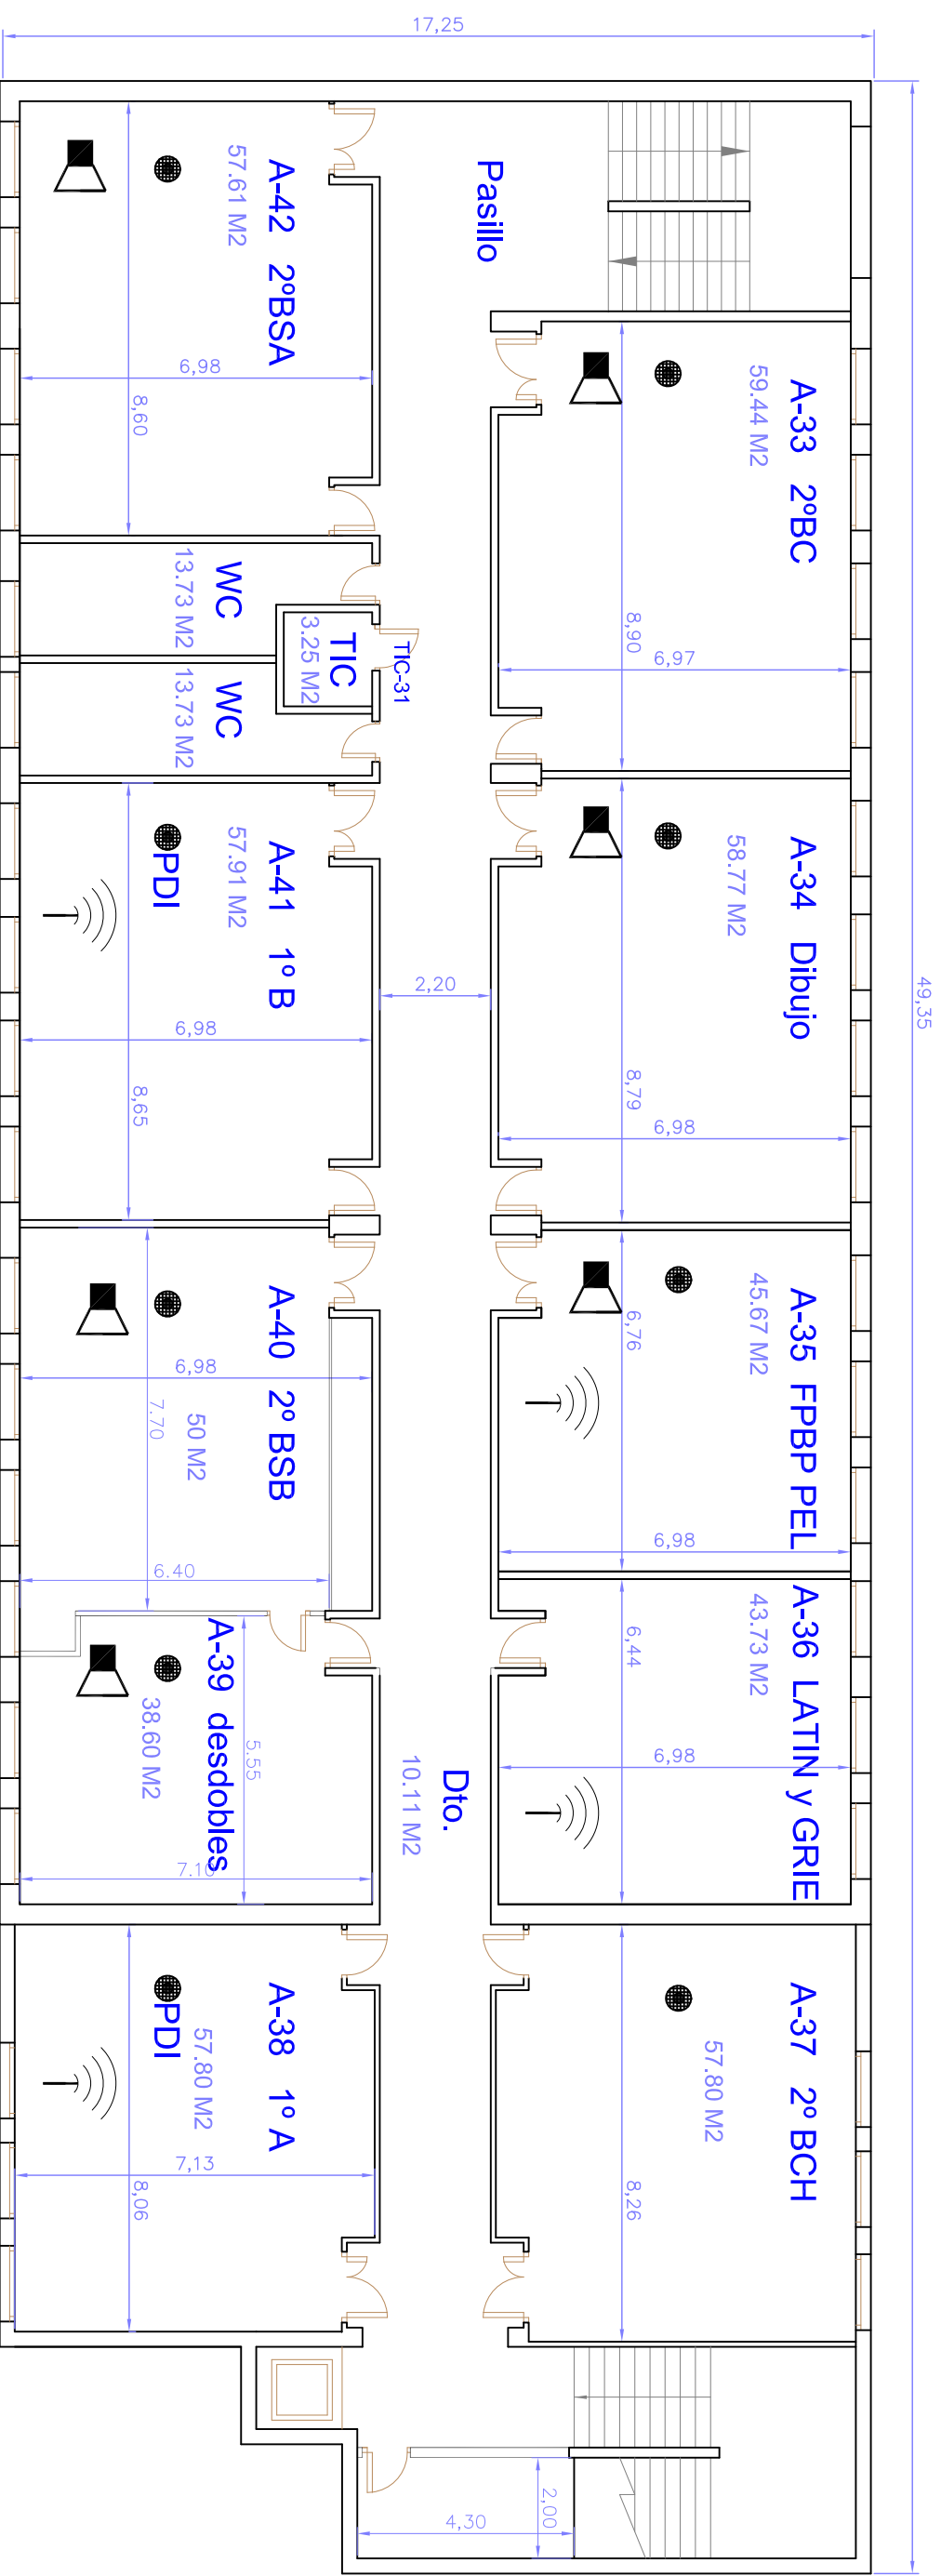 17,25
49,35
Pasillo
A-42 2ºBSA
57.61 M2
6,98
8,60
A-33 2ºBC
59.44 M2
8,90
6,97
WC
13.73 M2
TIC
3.25 M2
TIC-31
WC
13.73 M2
A-41 1º B
57.91 M2
PDI
6,98
8,65
2,20
A-34 Dibujo
58.77 M2
8,79
6,98
A-40 2º BSB
50 M2
6,98
7.70
6.40
A-35 FPBP PEL
45.67 M2
6,76
6,98
A-39 desdobles
38.60 M2
5.55
7.10
A-36 LATIN y GRIE
43.73 M2
6,44
6,98
Dto.
10.11 M2
A-38 1º A
57.80 M2
PDI
7,13
8,06
A-37 2º BCH
57.80 M2
8,26
4,30
2,00